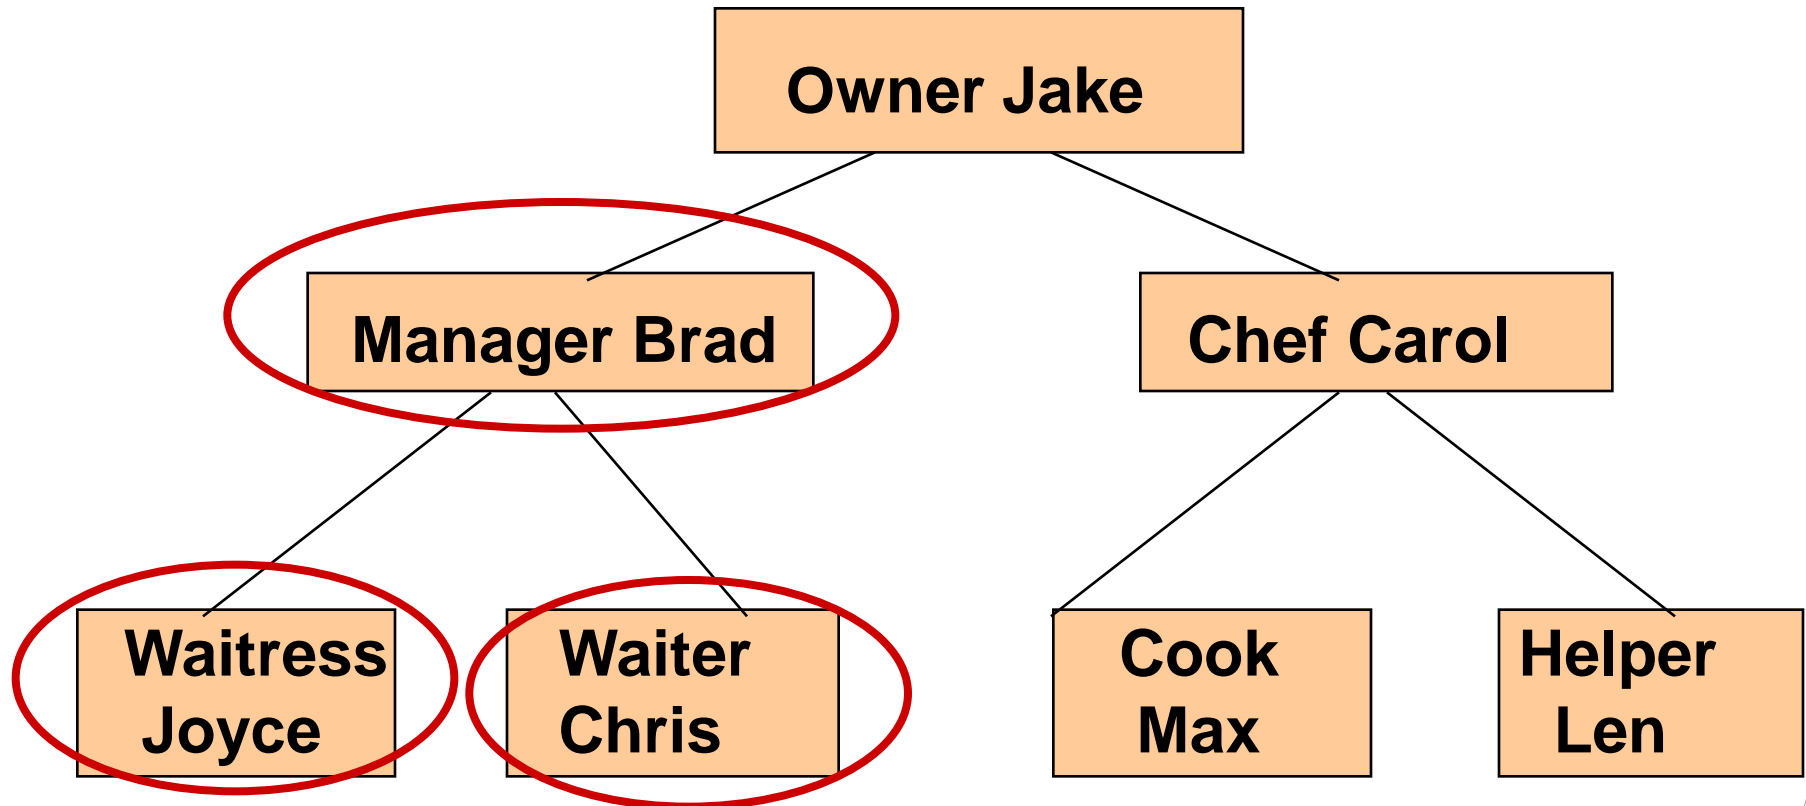 Owner Jake
Manager Brad
Chef Carol
Waitress
Joyce
Waiter
Chris
Cook
Max
Helper
Len